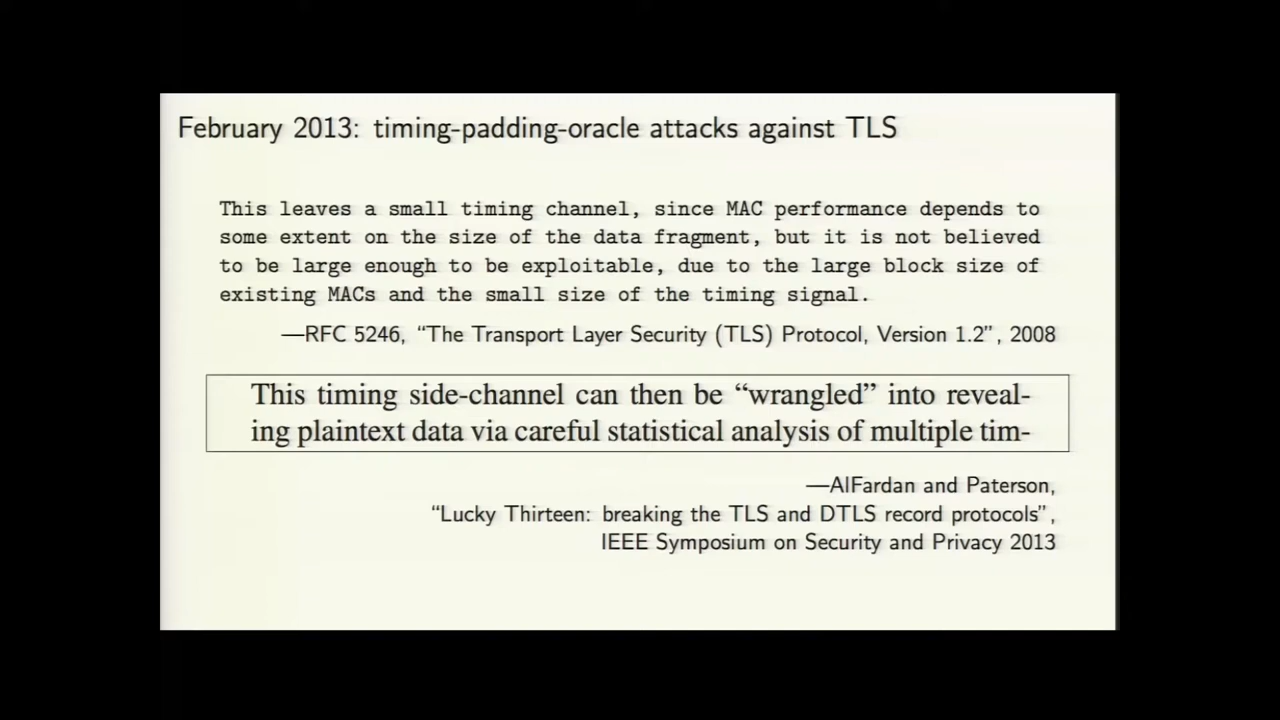 February 2013: timing-padding-oracle attacks against TLS
This leaves a small timing channel, since MAC performance depends to
some extent on the size of the data fragment, but it is not believed
to be large enough to be exploitable, due to the large block size of
existing MACs and the small size of the timing signal.
—RFC 5246, “The Transport Layer Security (TLS) Protocol, Version 1.2”, 2008
This timing side-channel can then be “wrangled” into reveal-
ing plaintext data via careful statistical analysis of multiple tim-
—AlFardan and Paterson,
“Lucky Thirteen: breaking the TLS and DTLS record protocols”,
IEEE Symposium on Security and Privacy 2013